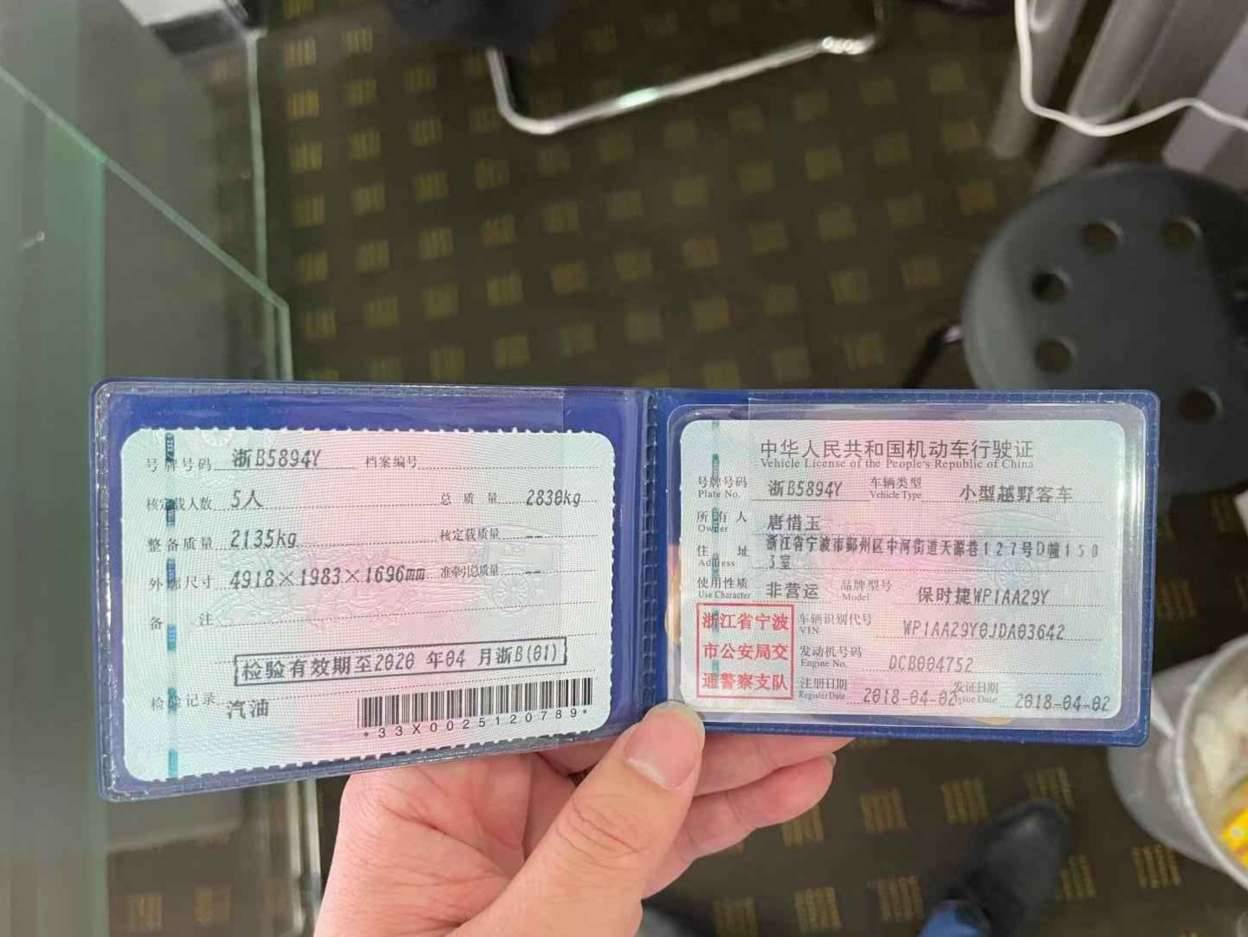 号牌号码 浙B5894Y 档案编号
核定载人数 5人 总质量 2830kg
整备质量 2135kg 核定载质量 --
外廓尺寸 4918×1983×1696mm 准牵引总质量 --
备注
检验有效期至2020 年04 月浙B(01)
检验记录
汽油
*33X0025120789*
中华人民共和国机动车行驶证
Vehicle License of the People's Republic of China
号牌号码 浙B5894Y 车辆类型 小型越野客车
Plate No. Vehicle Type
所有人 唐惜玉
Owner
住址 浙江省宁波市鄞州区中河街道天源巷127号D幢150
Address 3室
使用性质 非营运 品牌型号 保时捷WP1AA29Y
Use Character Model
浙江省宁波
市公安局交
通警察支队
车辆识别代号 WP1AA29Y0JDA03642
VIN
发动机号码 DCB004752
Engine No.
注册日期 2018-04-02 发证日期 2018-04-02
Register Date Issue Date